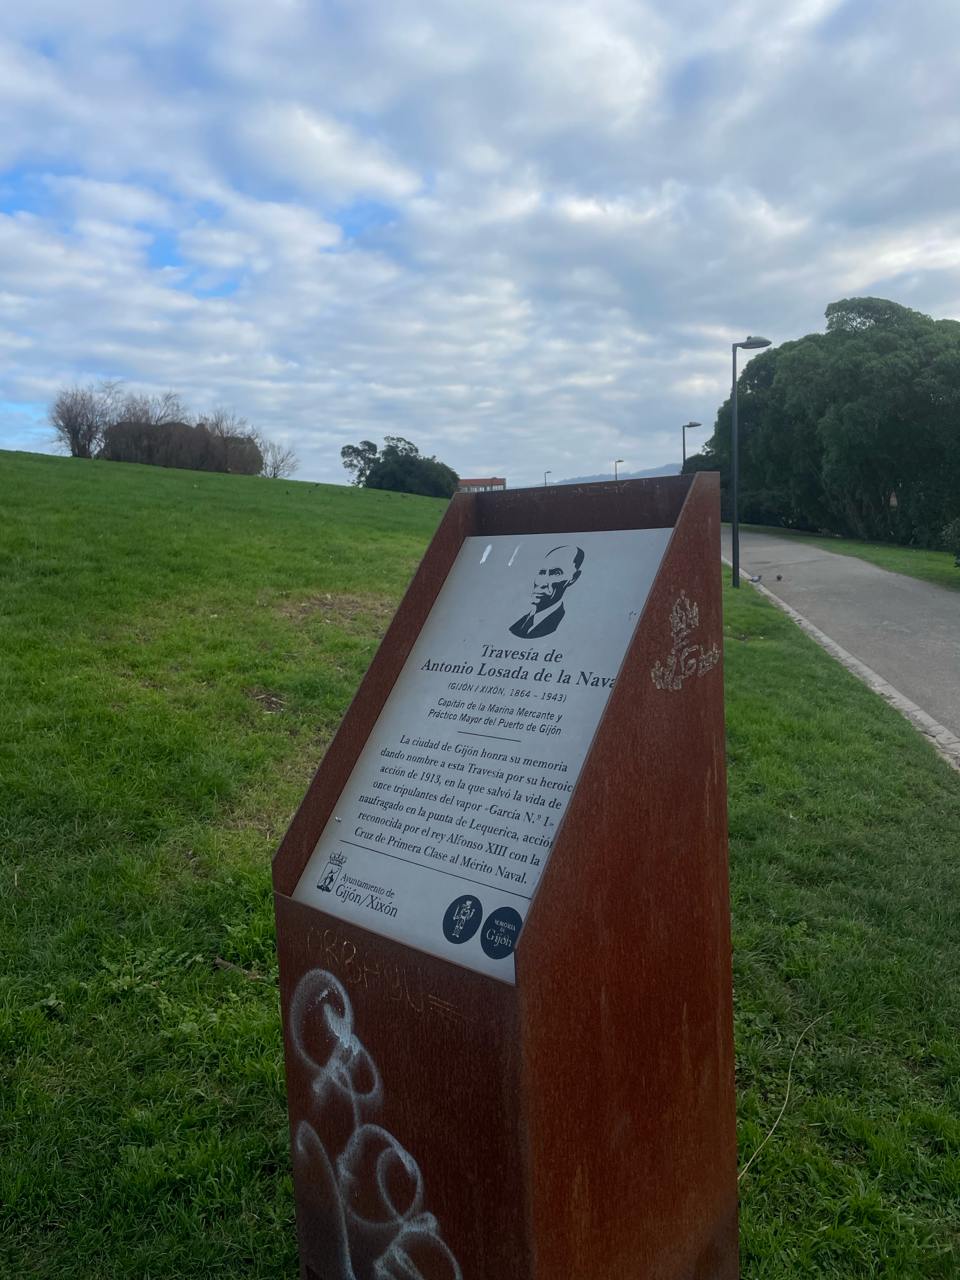 Travesía de
Antonio Losada de la Nava
(GIJÓN / XIXÓN, 1864 - 1943)
Capitán de la Marina Mercante y
Práctico Mayor del Puerto de Gijón
La ciudad de Gijón honra su memoria
dando nombre a esta Travesía por su heroic
acción de 1913, en la que salvó la vida de
once tripulantes del vapor «García N.º 1»
naufragado en la punta de Lequerica, acció
reconocida por el rey Alfonso XIII con la
Cruz de Primera Clase al Mérito Naval.
Ayuntamiento de
Gijón/Xixón
MEMORIA
DE
Gijón